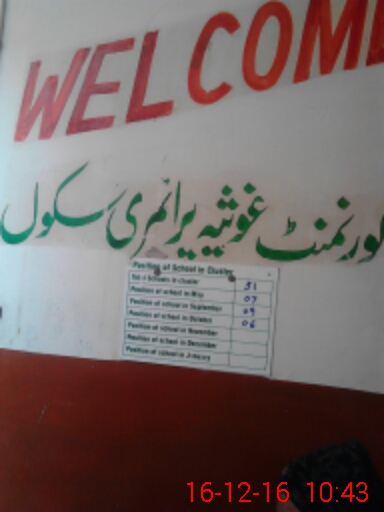 WELCOM
گورنمنٹ غوثیہ پرائمری سکول
Position of School in Cluster
Total Schools in cluster 51
Position of school in May 07
Position of school in September 09
Position of school in October 06
Position of school in November
Position of school in December
Position of school in January
16-12-16 10:43